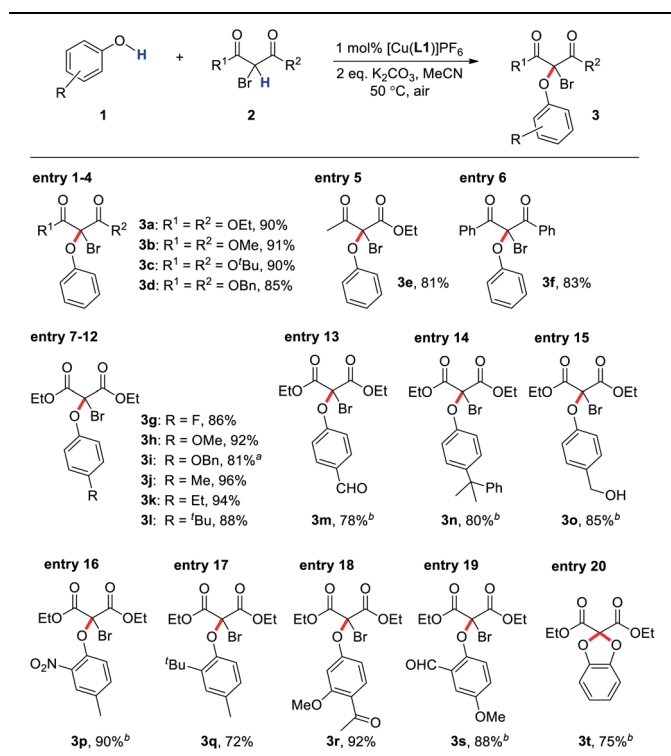 O H
R
1
+
O O
R¹ R²
Br H
2
1 mol% [Cu(L1)]PF6
2 eq. K₂CO₃, MeCN
50 °C, air
O O
R¹ R²
O Br
R
3
entry 1-4
O O
R¹ R²
O Br
3a: R¹ = R² = OEt, 90%
3b: R¹ = R² = OMe, 91%
3c: R¹ = R² = OᵗBu, 90%
3d: R¹ = R² = OBn, 85%
entry 5
O O
OEt
O Br
3e, 81%
entry 6
O O
Ph Ph
O Br
3f, 83%
entry 7-12
O O
EtO OEt
O Br
R
3g: R = F, 86%
3h: R = OMe, 92%
3i: R = OBn, 81%ᵃ
3j: R = Me, 96%
3k: R = Et, 94%
3l: R = ᵗBu, 88%
entry 13
O O
EtO OEt
O Br
CHO
3m, 78%ᵇ
entry 14
O O
EtO OEt
O Br
Ph
3n, 80%ᵇ
entry 15
O O
EtO OEt
O Br
OH
3o, 85%ᵇ
entry 16
O O
EtO OEt
O Br
O₂N
3p, 90%ᵇ
entry 17
O O
EtO OEt
O Br
ᵗBu
3q, 72%
entry 18
O O
EtO OEt
O Br
MeO
O
3r, 92%
entry 19
O O
EtO OEt
O Br
CHO
OMe
3s, 88%ᵇ
entry 20
O O
EtO OEt
O O
3t, 75%ᵇ